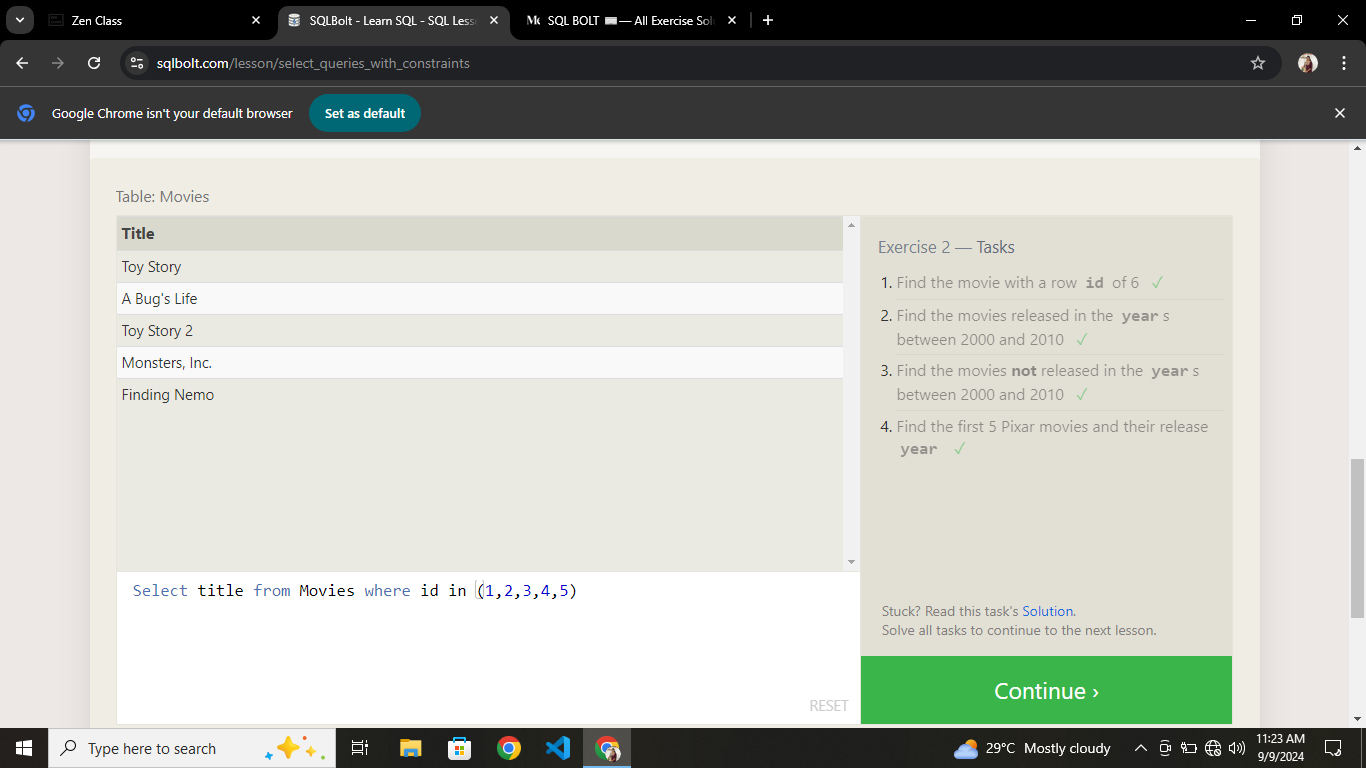 Zen Class
SQLBolt - Learn SQL - SQL Less
SQL BOLT — All Exercise Solu
sqlbolt.com/lesson/select_queries_with_constraints
Google Chrome isn't your default browser
Set as default
Table: Movies
Title
Toy Story
A Bug's Life
Toy Story 2
Monsters, Inc.
Finding Nemo
Select title from Movies where id in (1,2,3,4,5)
RESET
Exercise 2 — Tasks
1. Find the movie with a row id of 6 ✓
2. Find the movies released in the year s
between 2000 and 2010 ✓
3. Find the movies not released in the year s
between 2000 and 2010 ✓
4. Find the first 5 Pixar movies and their release
year ✓
Stuck? Read this task's Solution.
Solve all tasks to continue to the next lesson.
Continue ›
Type here to search
29°C Mostly cloudy
11:23 AM
9/9/2024